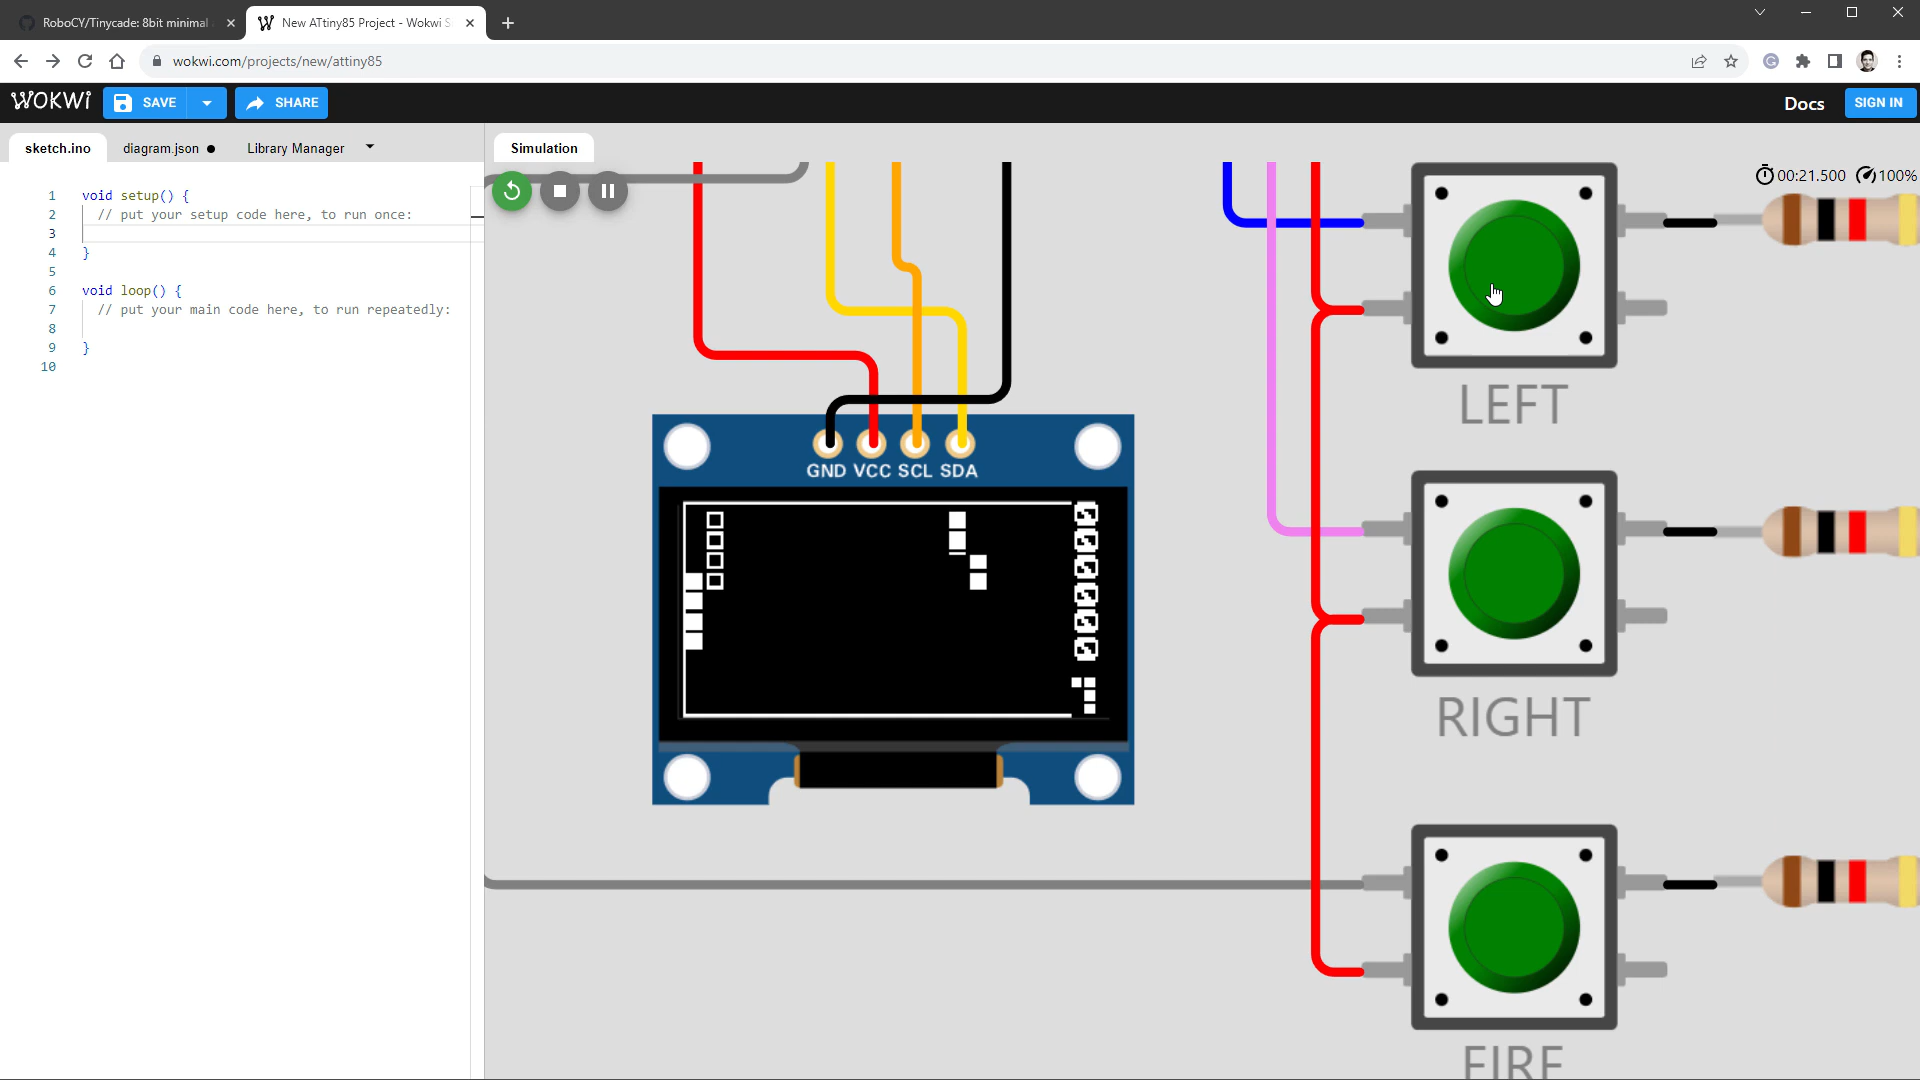 RoboCY/Tinycade: 8bit minimal
New ATtiny85 Project - Wokwi S
wokwi.com/projects/new/attiny85
WOKWi
SAVE
SHARE
Docs
SIGN IN
sketch.ino
diagram.json
Library Manager
Simulation
00:21.500
100%
1 void setup() {
2 // put your setup code here, to run once:
3
4 }
5
6 void loop() {
7 // put your main code here, to run repeatedly:
8
9 }
10
LEFT
GND VCC SCL SDA
RIGHT
FIRE